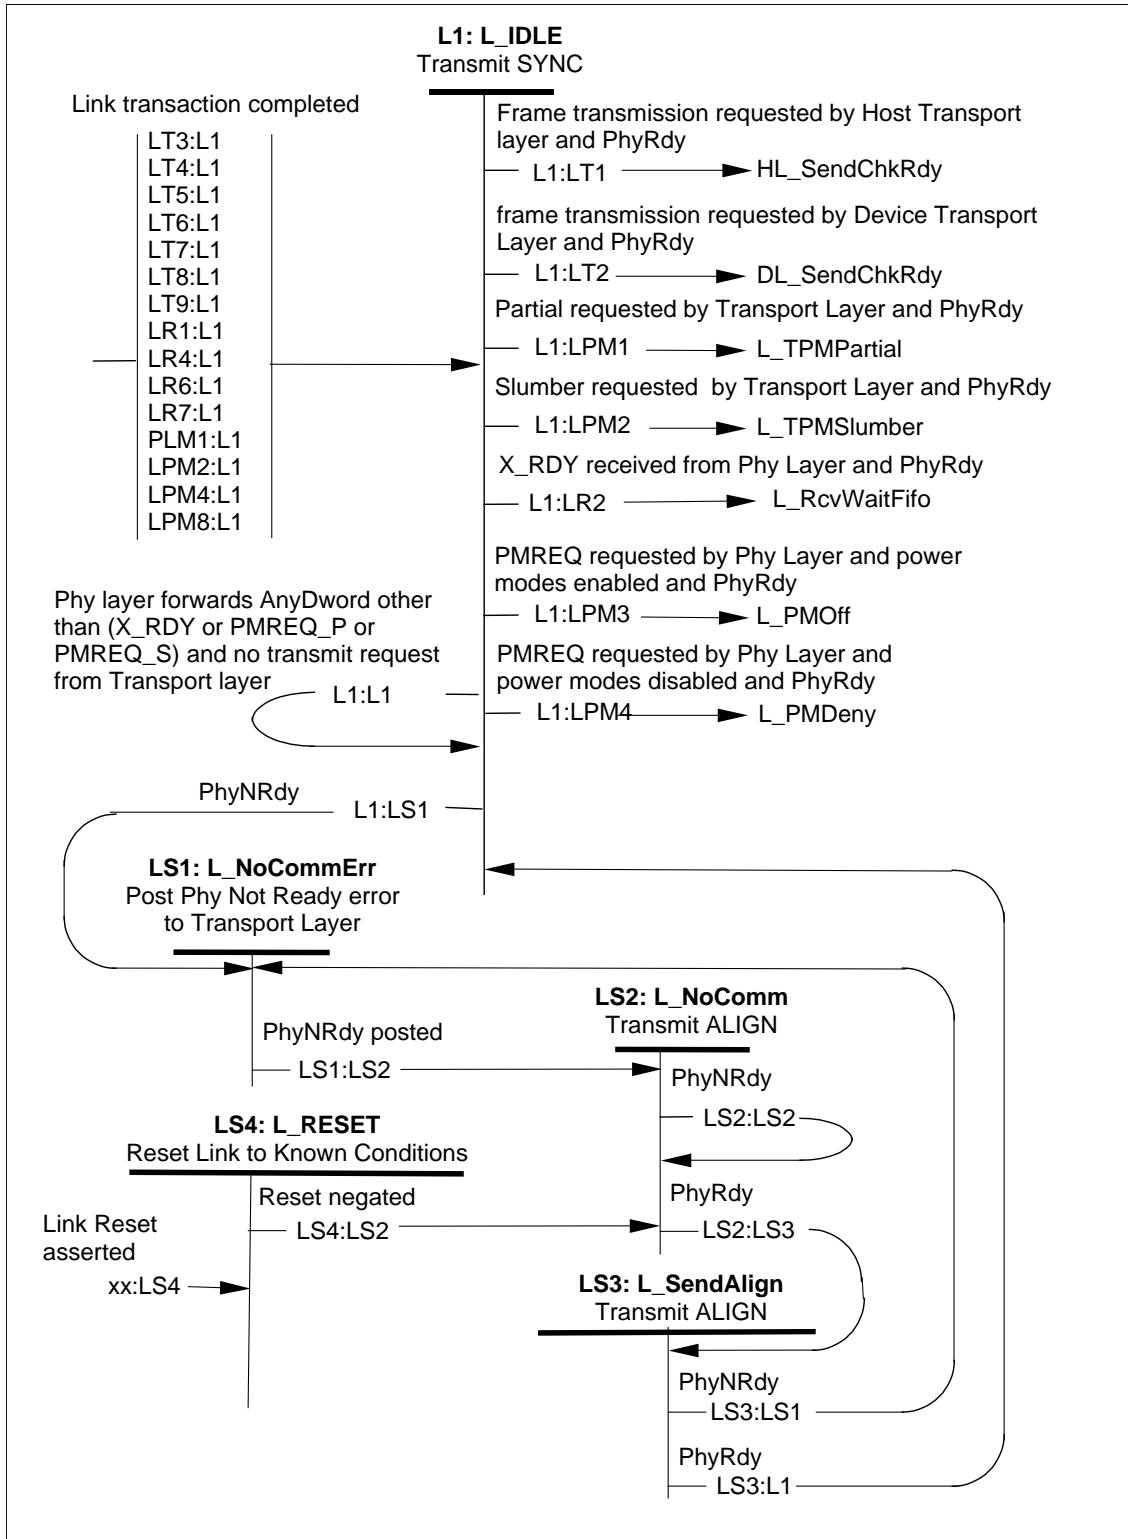 L1: L_IDLE
Transmit SYNC
Link transaction completed
LT3:L1
LT4:L1
LT5:L1
LT6:L1
LT7:L1
LT8:L1
LT9:L1
LR1:L1
LR4:L1
LR6:L1
LR7:L1
PLM1:L1
LPM2:L1
LPM4:L1
LPM8:L1
Frame transmission requested by Host Transport
layer and PhyRdy
L1:LT1 HL_SendChkRdy
frame transmission requested by Device Transport
Layer and PhyRdy
L1:LT2 DL_SendChkRdy
Partial requested by Transport Layer and PhyRdy
L1:LPM1 L_TPMPartial
Slumber requested by Transport Layer and PhyRdy
L1:LPM2 L_TPMSlumber
X_RDY received from Phy Layer and PhyRdy
L1:LR2 L_RcvWaitFifo
PMREQ requested by Phy Layer and power
modes enabled and PhyRdy
L1:LPM3 L_PMOff
PMREQ requested by Phy Layer and
power modes disabled and PhyRdy
L1:LPM4 L_PMDeny
Phy layer forwards AnyDword other
than (X_RDY or PMREQ_P or
PMREQ_S) and no transmit request
from Transport layer
L1:L1
PhyNRdy
L1:LS1
LS1: L_NoCommErr
Post Phy Not Ready error
to Transport Layer
PhyNRdy posted
LS1:LS2
LS2: L_NoComm
Transmit ALIGN
PhyNRdy
LS2:LS2
PhyRdy
LS2:LS3
LS4: L_RESET
Reset Link to Known Conditions
Reset negated
LS4:LS2
Link Reset
asserted
xx:LS4
LS3: L_SendAlign
Transmit ALIGN
PhyNRdy
LS3:LS1
PhyRdy
LS3:L1